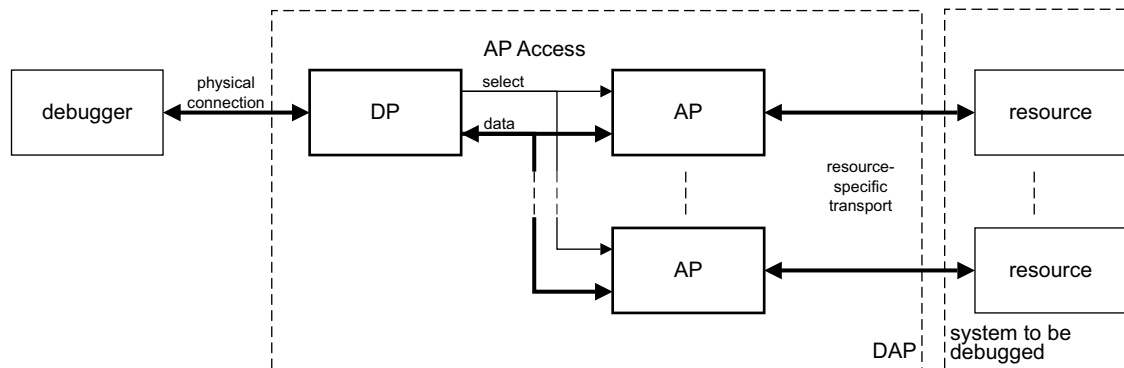 AP Access
physical
connection
select
debugger
DP
AP
resource
data
resource-
specific
transport
AP
resource
DAP
system to be
debugged